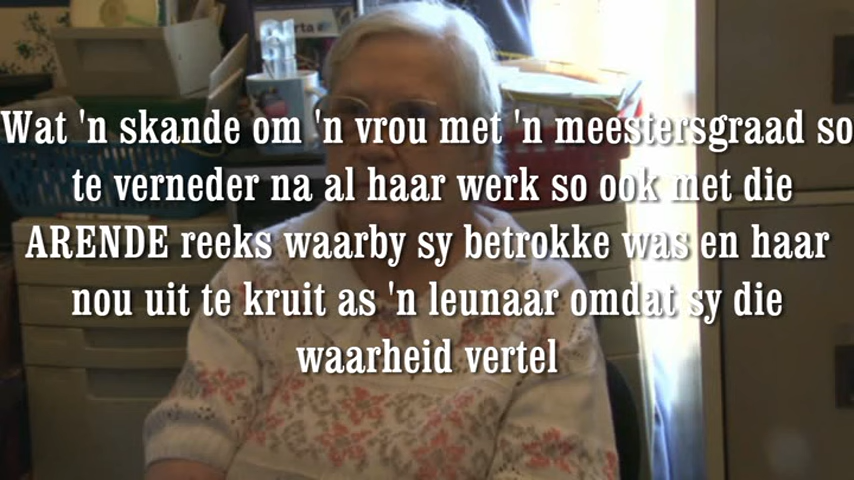 rta
Wat 'n skande om 'n vrou met 'n meestersgraad so
te verneder na al haar werk so ook met die
ARENDE reeks waarby sy betrokke was en haar
nou uit te kruit as 'n leunaar omdat sy die
waarheid vertel